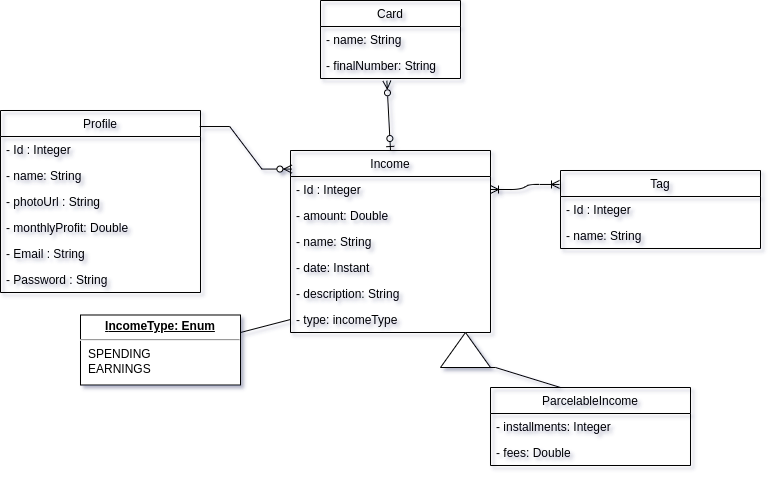 Card
- name: String
- finalNumber: String
Profile
- Id : Integer
- name: String
- photoUrl : String
- monthlyProfit: Double
- Email : String
- Password : String
Income
- Id : Integer
- amount: Double
- name: String
- date: Instant
- description: String
- type: incomeType
Tag
- Id : Integer
- name: String
IncomeType: Enum
SPENDING
EARNINGS
ParcelableIncome
- installments: Integer
- fees: Double